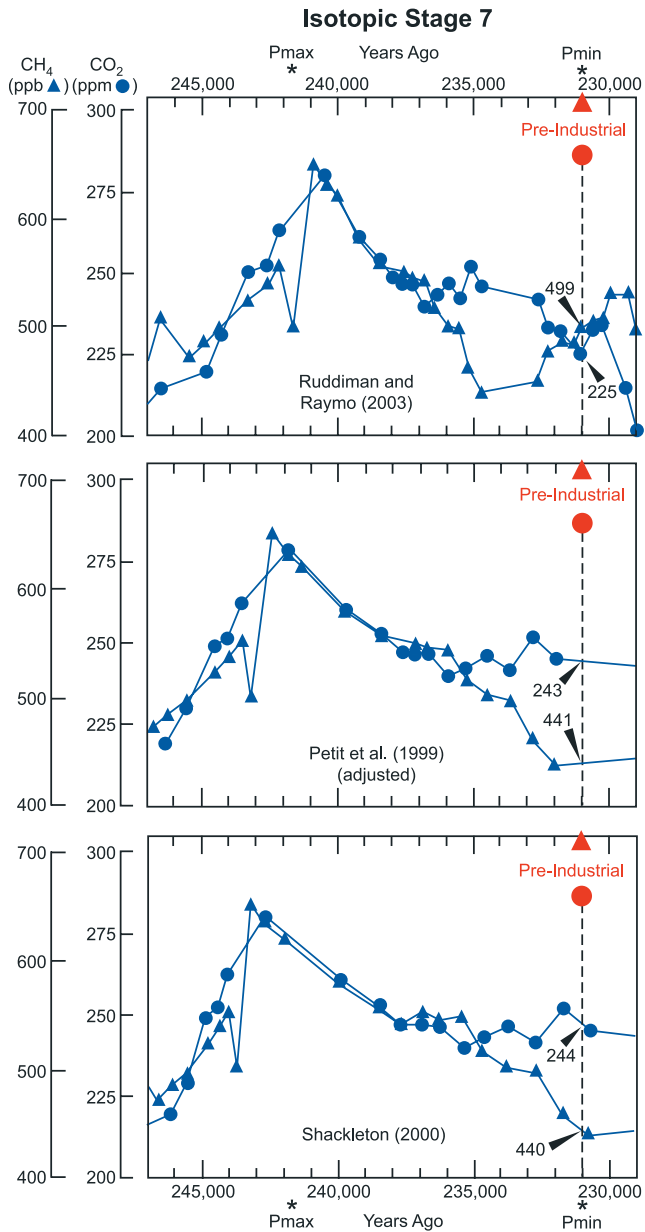 Isotopic Stage 7
Pmax Years Ago Pmin
* *
CH4 CO2
(ppb ▲) (ppm ●)
245,000 240,000 235,000 230,000
700 300
Pre-Industrial
275
600
250
499
500
225
Ruddiman and
Raymo (2003)
225
400 200
700 300
Pre-Industrial
275
600
250
243
500
441
225
Petit et al. (1999)
(adjusted)
400 200
700 300
Pre-Industrial
275
600
250
244
500
225
Shackleton (2000)
440
400 200
245,000 240,000 235,000 230,000
* *
Pmax Years Ago Pmin